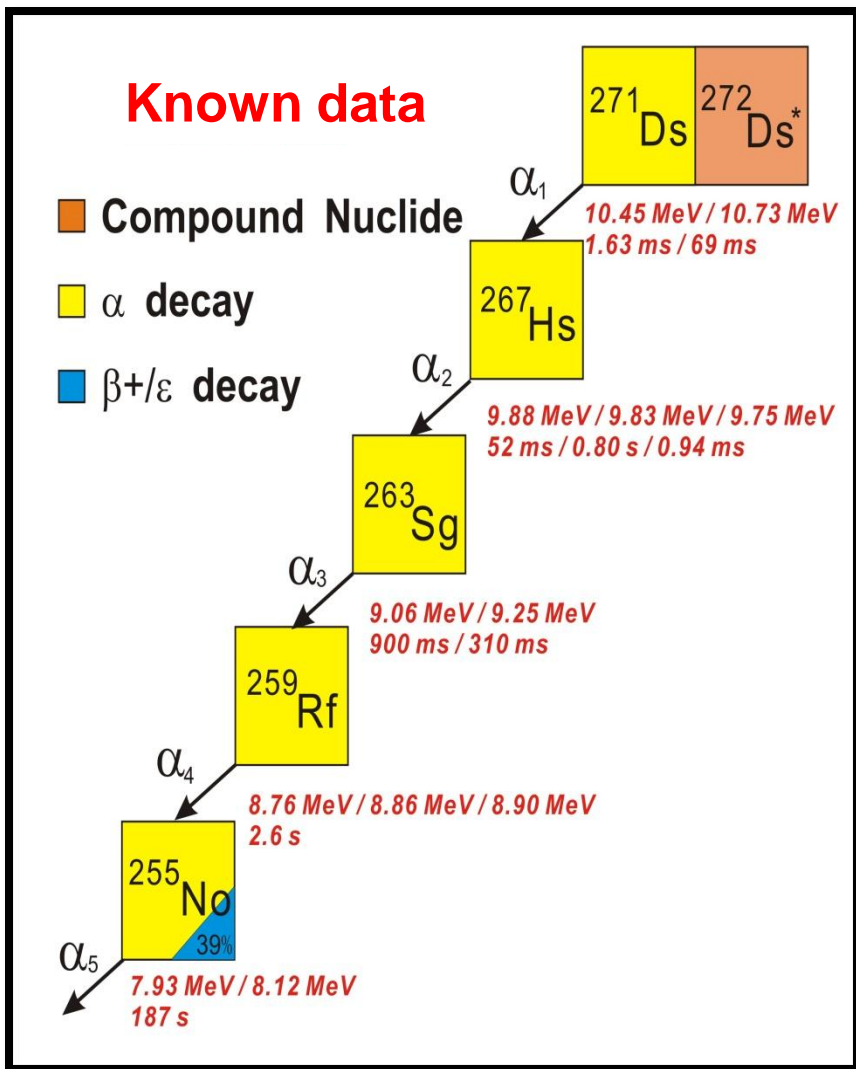 Known data
271Ds 272Ds*
α1
10.45 MeV / 10.73 MeV
1.63 ms / 69 ms
Compound Nuclide
α decay
β+/ε decay
267Hs
α2
9.88 MeV / 9.83 MeV / 9.75 MeV
52 ms / 0.80 s / 0.94 ms
263Sg
α3
9.06 MeV / 9.25 MeV
900 ms / 310 ms
259Rf
α4
8.76 MeV / 8.86 MeV / 8.90 MeV
2.6 s
255No
39%
α5
7.93 MeV / 8.12 MeV
187 s